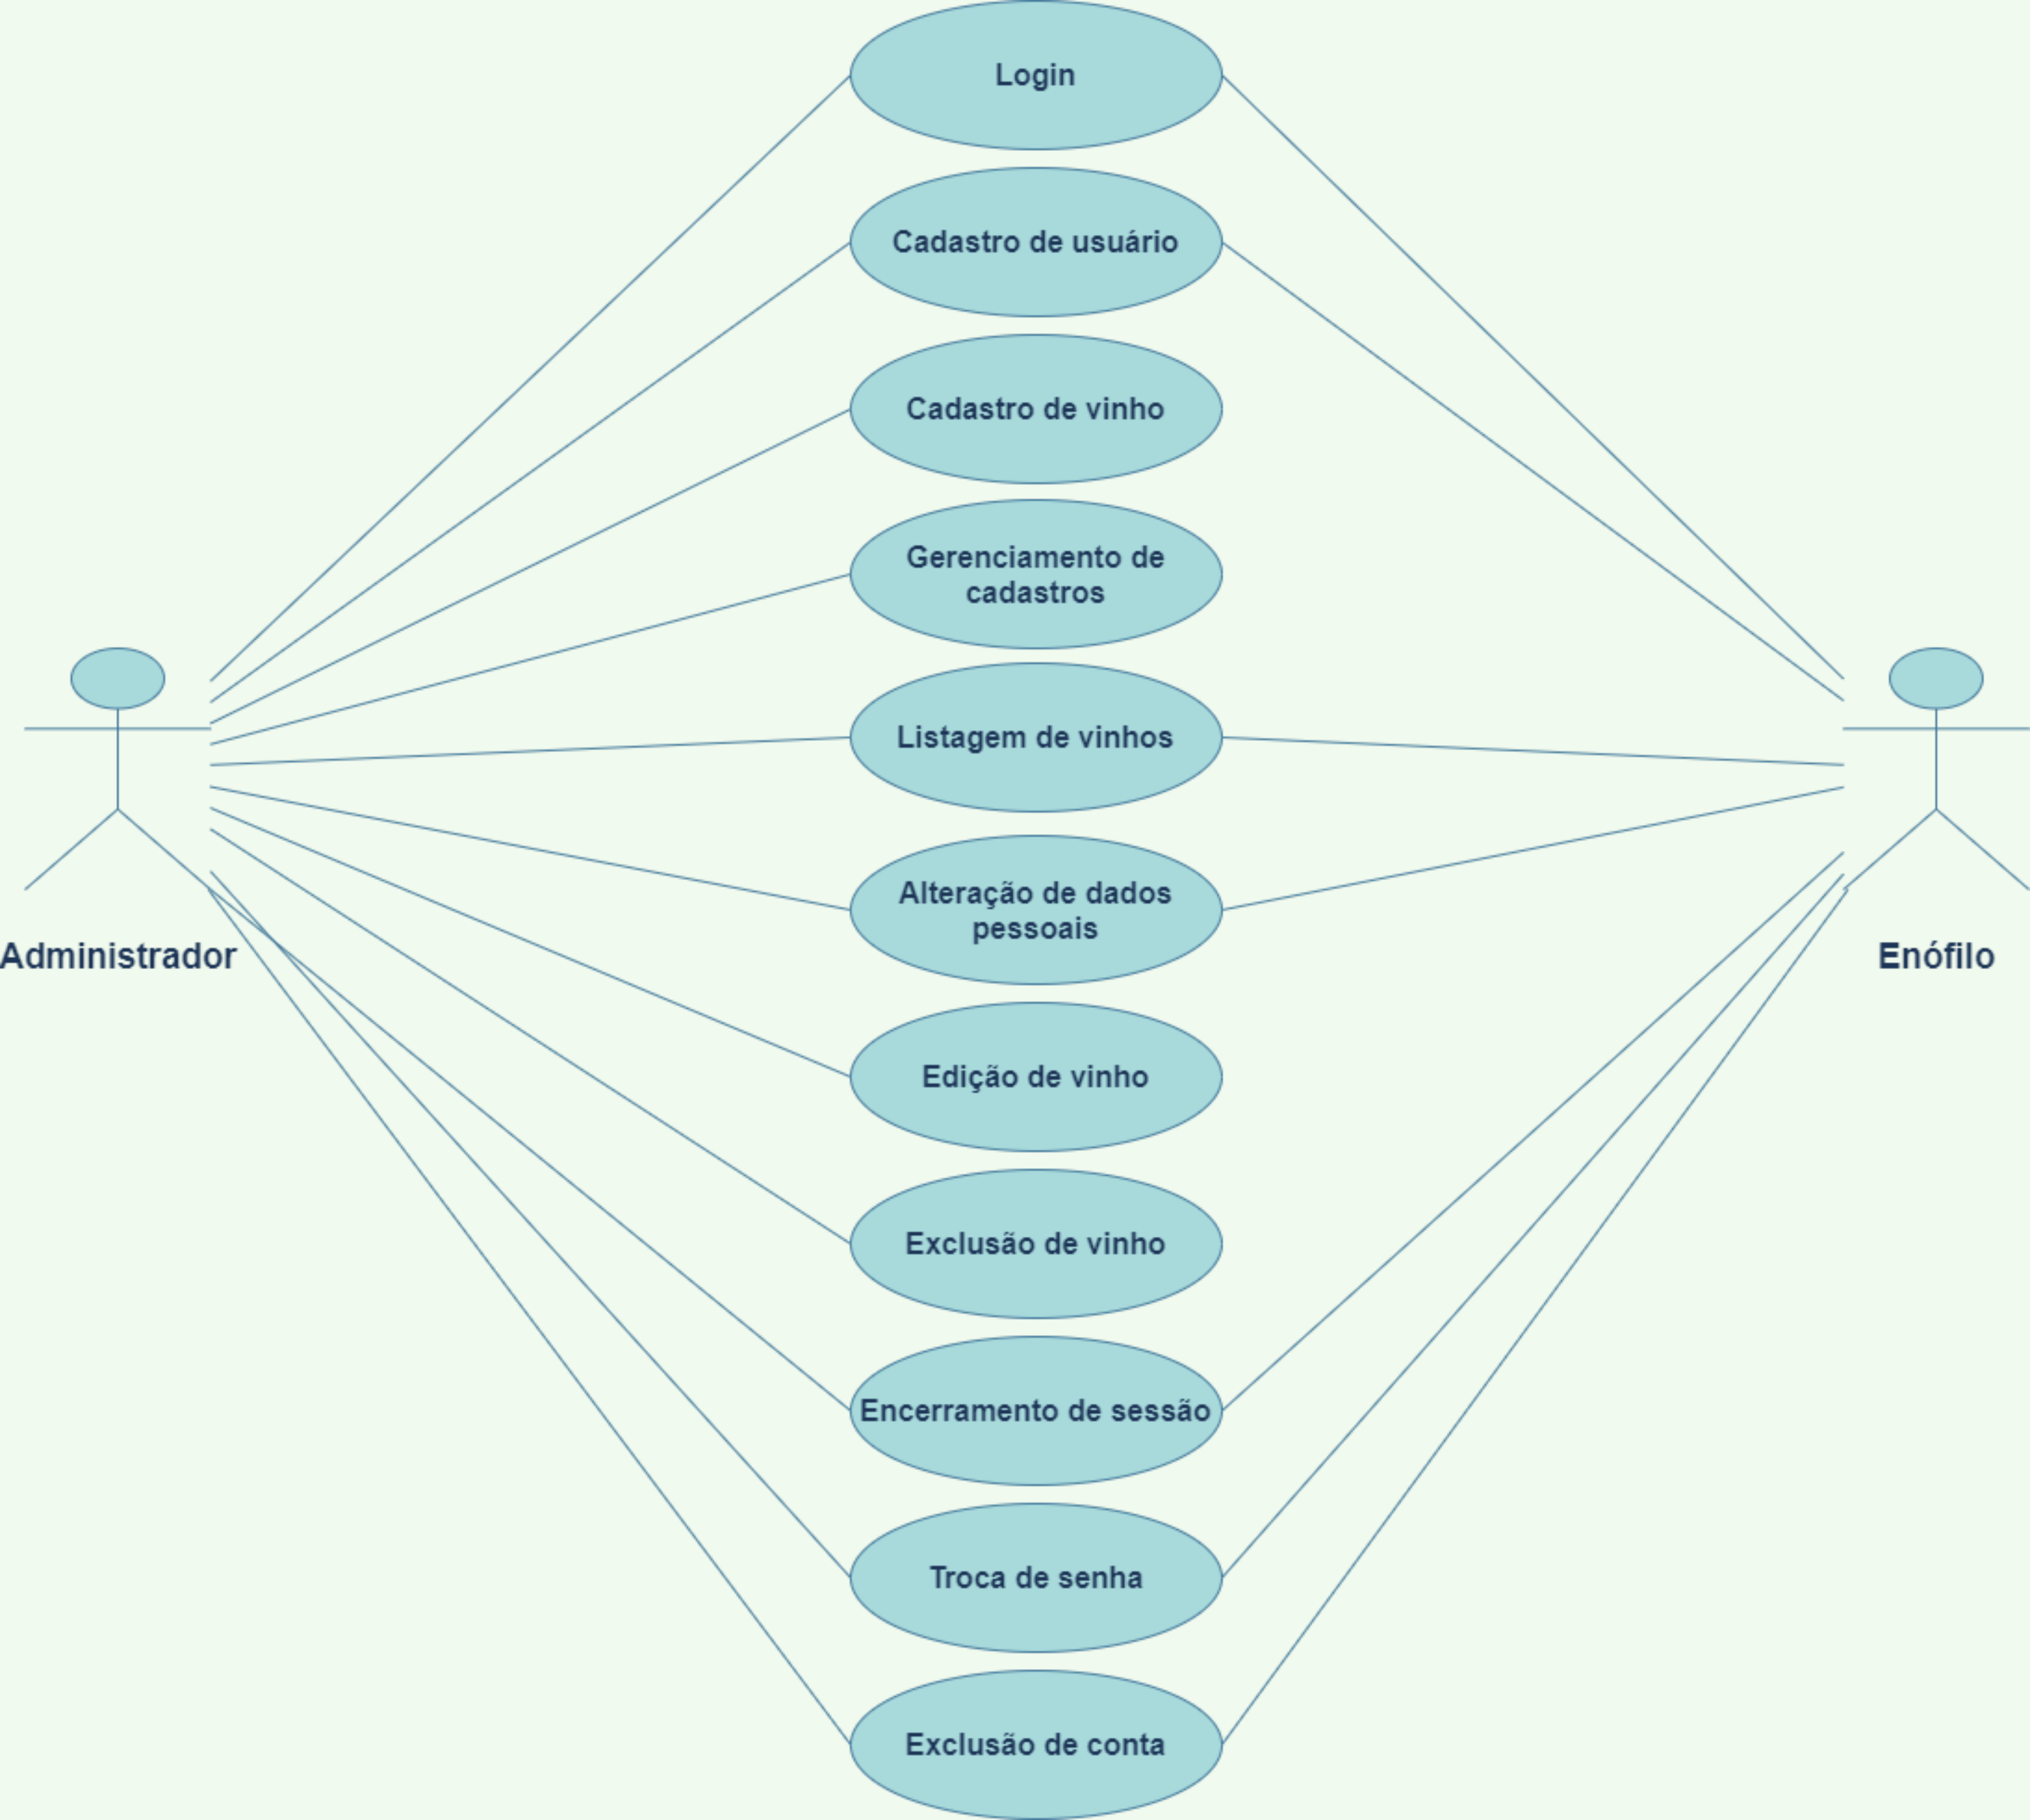 Login
Cadastro de usuário
Cadastro de vinho
Gerenciamento de
cadastros
Listagem de vinhos
Alteração de dados
pessoais
Administrador
Enófilo
Edição de vinho
Exclusão de vinho
Encerramento de sessão
Troca de senha
Exclusão de conta